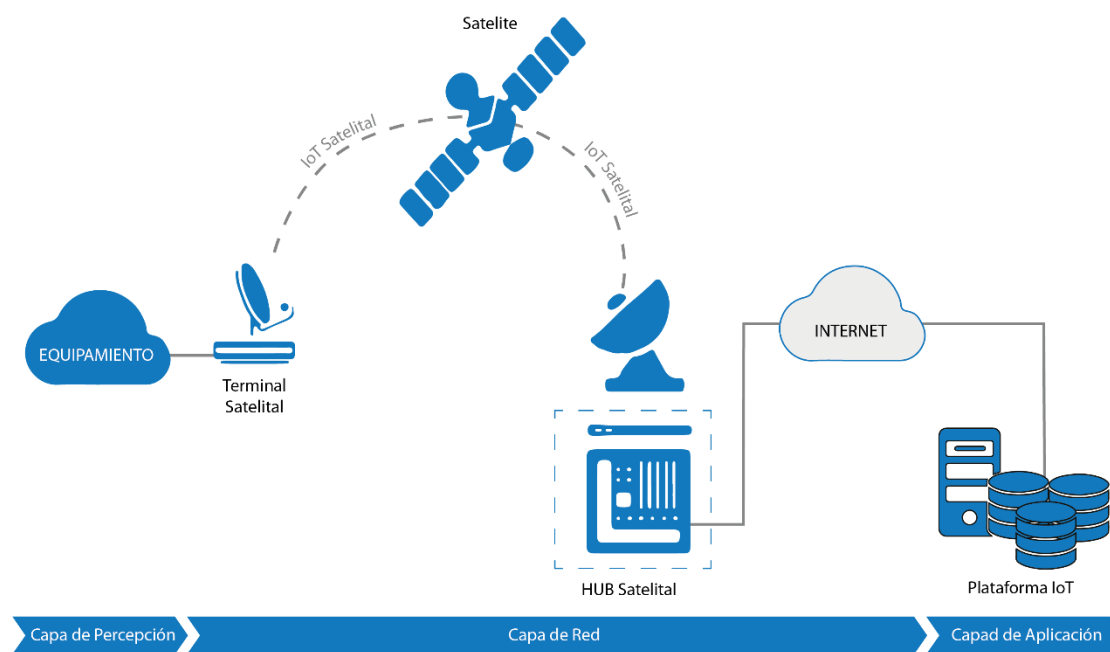 Satelite
IoT Satelital
IoT Satelital
EQUIPAMIENTO
Terminal
Satelital
INTERNET
HUB Satelital
Plataforma IoT
Capa de Percepción
Capa de Red
Capad de Aplicación